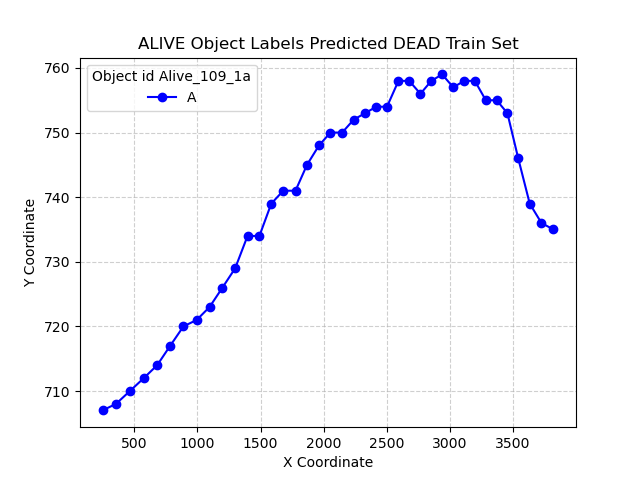 ALIVE Object Labels Predicted DEAD Train Set
Object id Alive_109_1a
A
Y Coordinate
760
750
740
730
720
710
500 1000 1500 2000 2500 3000 3500
X Coordinate